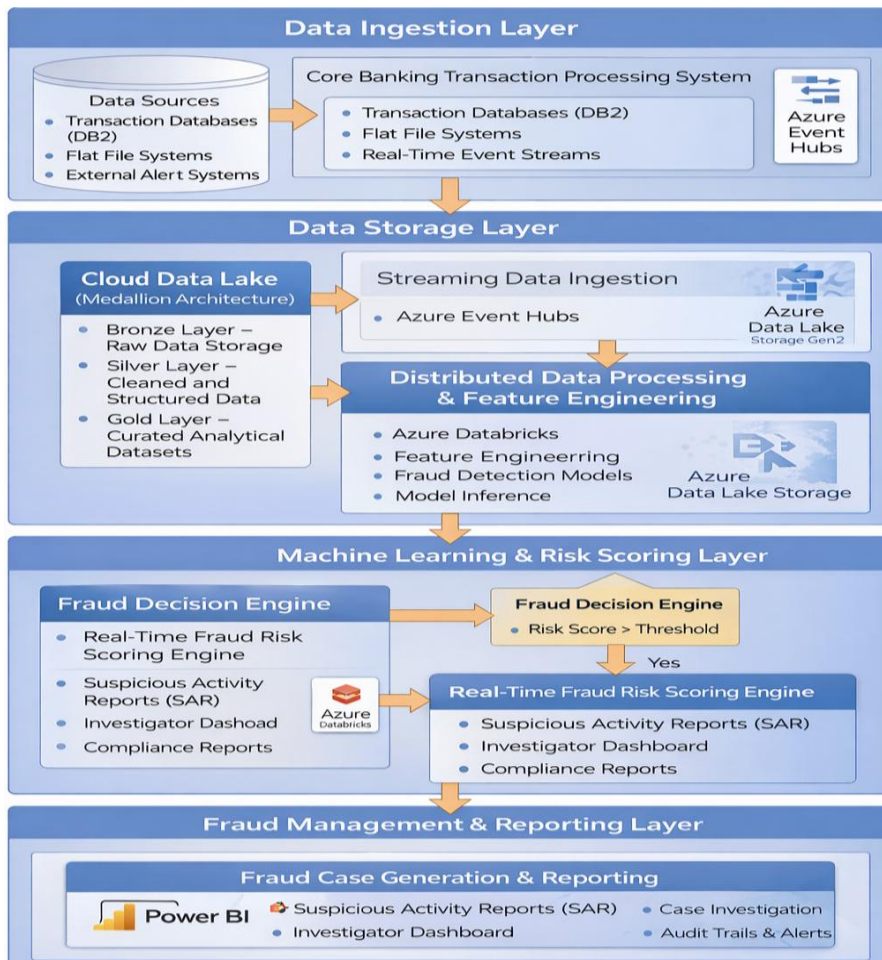 Data Ingestion Layer
Data Sources
Transaction Databases
(DB2)
Flat File Systems
External Alert Systems
Core Banking Transaction Processing System
Transaction Databases (DB2)
Flat File Systems
Real-Time Event Streams
Azure
Event
Hubs
Data Storage Layer
Cloud Data Lake
(Medallion Architecture)
Bronze Layer –
Raw Data Storage
Silver Layer –
Cleaned and
Structured Data
Gold Layer –
Curated Analytical
Datasets
Streaming Data Ingestion
Azure Event Hubs
Azure
Data Lake
Storage Gen2
Distributed Data Processing
& Feature Engineering
Azure Databricks
Feature Engineerring
Fraud Detection Models
Model Inference
Azure
Data Lake Storage
Machine Learning & Risk Scoring Layer
Fraud Decision Engine
Real-Time Fraud Risk
Scoring Engine
Suspicious Activity
Reports (SAR)
Investigator Dashoad
Compliance Reports
Azure
Databricks
Fraud Decision Engine
Risk Score > Threshold
Yes
Real-Time Fraud Risk Scoring Engine
Suspicious Activity Reports (SAR)
Investigator Dashboard
Compliance Reports
Fraud Management & Reporting Layer
Fraud Case Generation & Reporting
Power BI
Suspicious Activity Reports (SAR)
Investigator Dashboard
Case Investigation
Audit Trails & Alerts